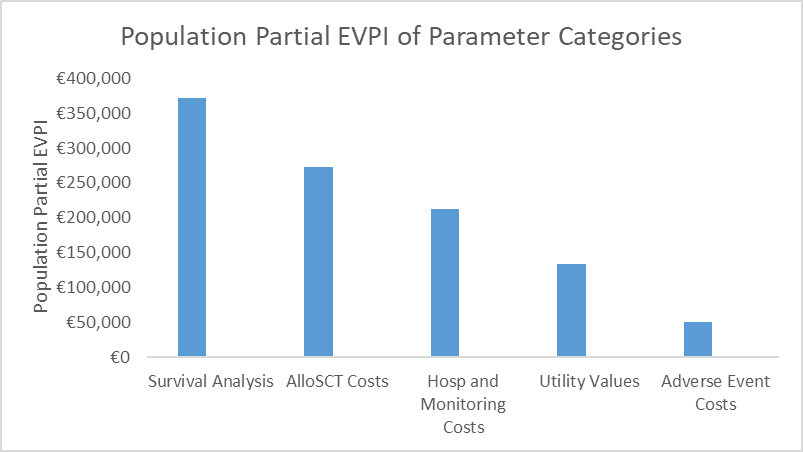 Population Partial EVPI of Parameter Categories
Population Partial EVPI
€400,000
€350,000
€300,000
€250,000
€200,000
€150,000
€100,000
€50,000
€0
Survival Analysis
AlloSCT Costs
Hosp and
Monitoring
Costs
Utility Values
Adverse Event
Costs